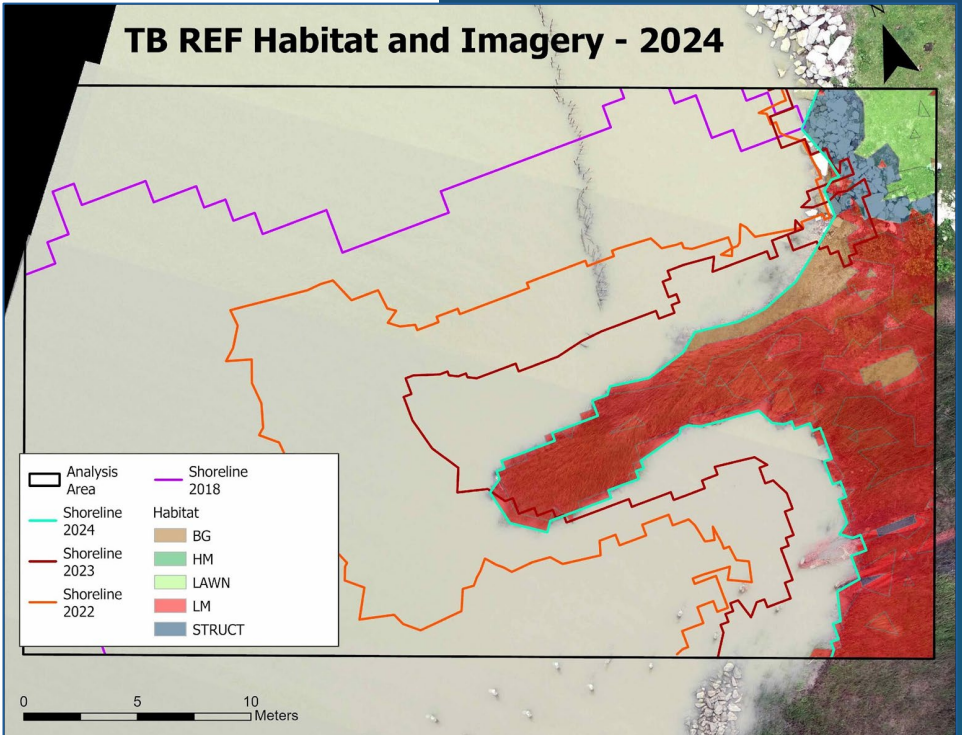 TB REF Habitat and Imagery - 2024
N
Analysis
Area
Shoreline
2024
Shoreline
2023
Shoreline
2022
Shoreline
2018
Habitat
BG
HM
LAWN
LM
STRUCT
0 5 10
Meters